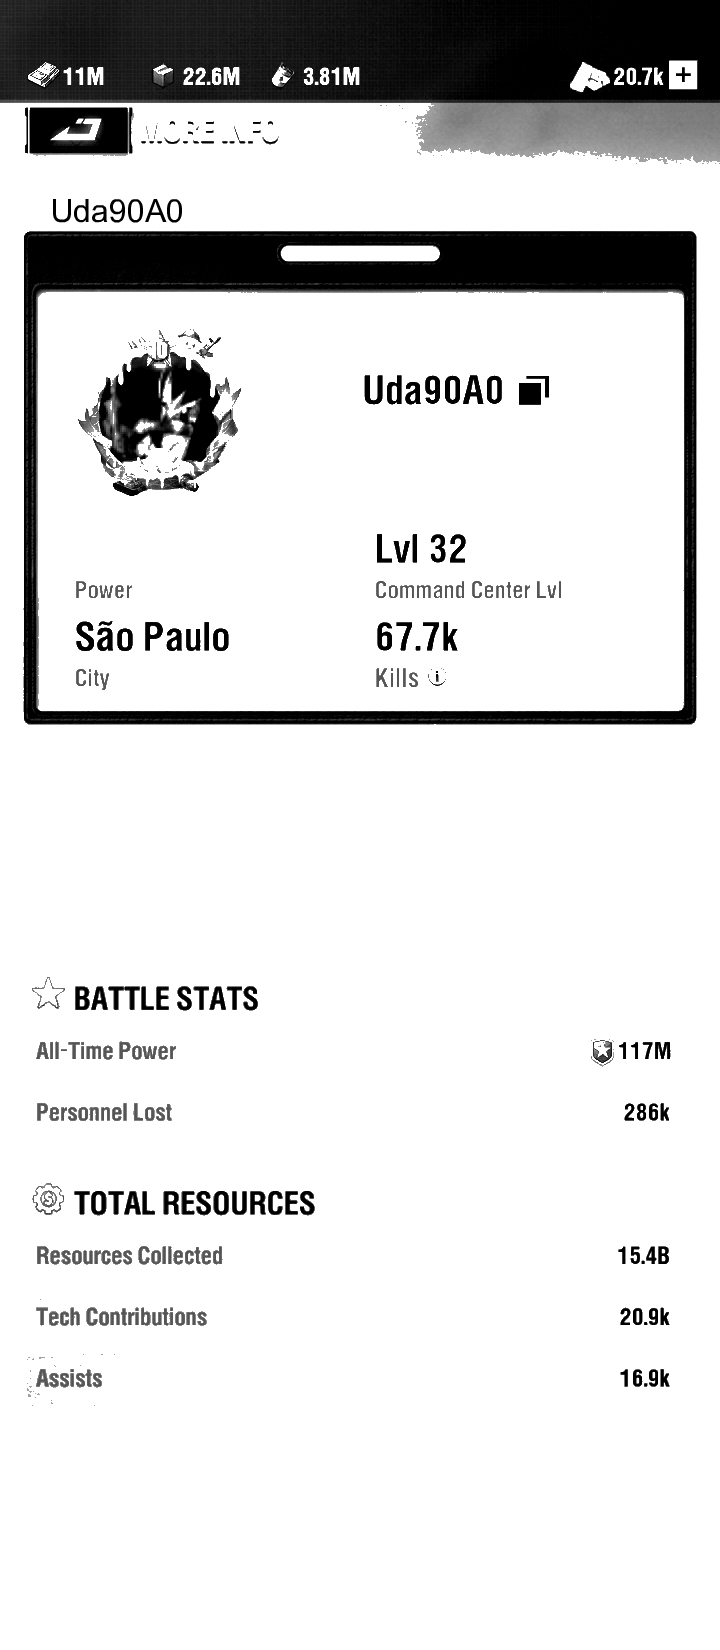 11M 22.6M 3.81M 20.7k +
MORE INFO
Uda90A0
Uda90A0
Lvl 32
Power Command Center Lvl
São Paulo 67.7k
City Kills
BATTLE STATS
All-Time Power 117M
Personnel Lost 286k
TOTAL RESOURCES
Resources Collected 15.4B
Tech Contributions 20.9k
Assists 16.9k